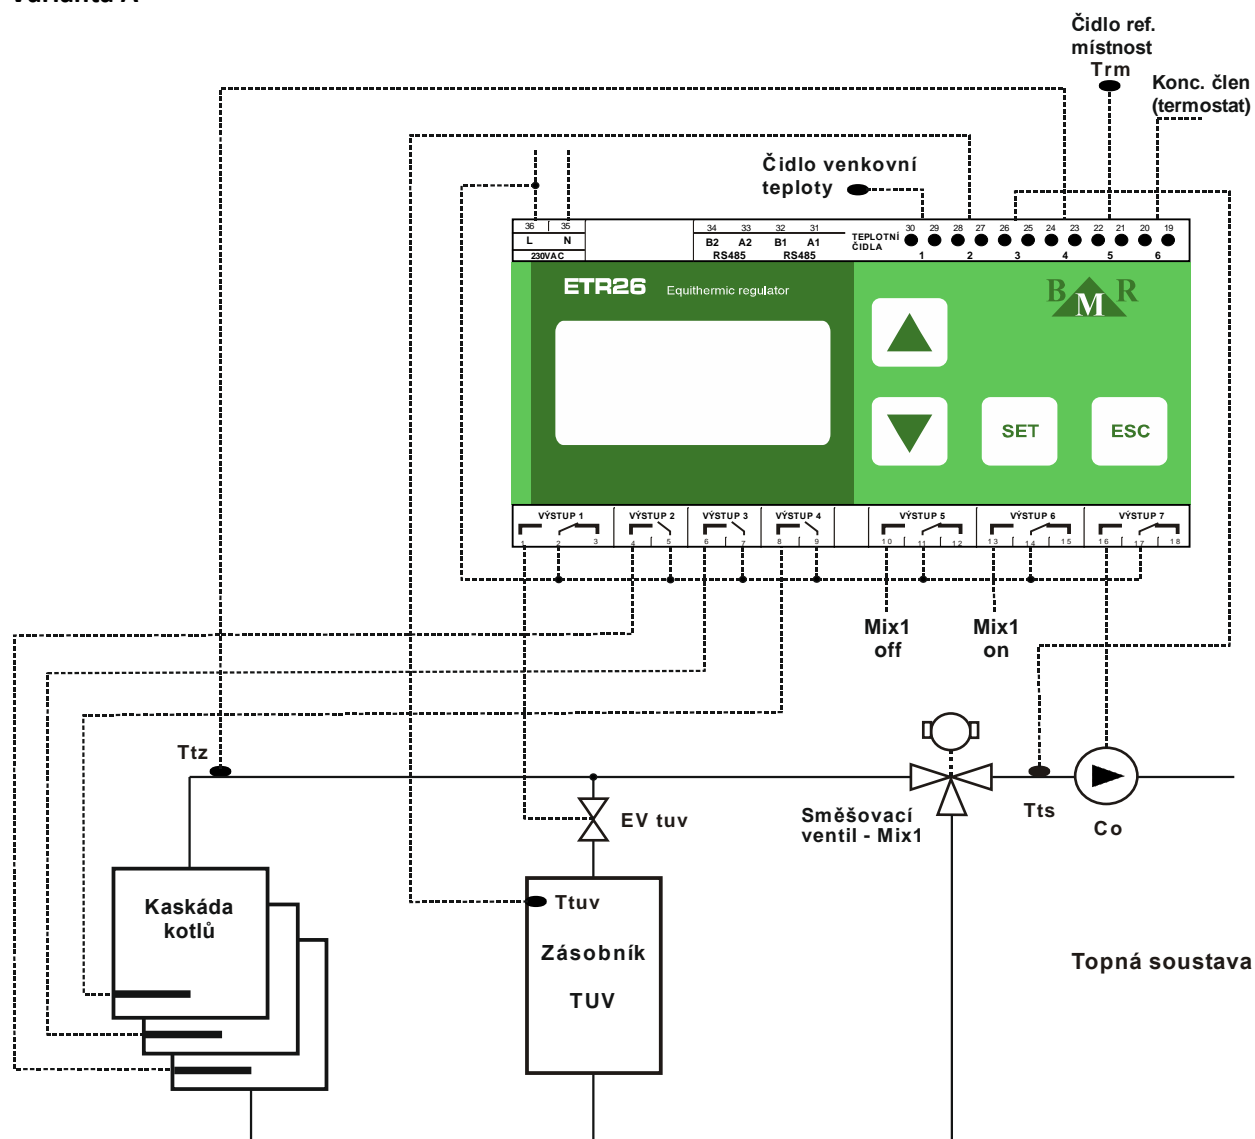 Varianta A
Čidlo ref.
místnost
Trm
Konc. člen
(termostat)
Čidlo venkovní
teploty
36 35
L N
230VAC
34 33 32 31
B2 A2 B1 A1
RS485 RS485
TEPLOTNÍ
ČIDLA
30 29 28 27 26 25 24 23 22 21 20 19
1 2 3 4 5 6
ETR26 Equithermic regulator
B M R
SET
ESC
VÝSTUP 1 VÝSTUP 2 VÝSTUP 3 VÝSTUP 4 VÝSTUP 5 VÝSTUP 6 VÝSTUP 7
1 2 3 4 5 6 7 8 9 10 11 12 13 14 15 16 17 18
Mix1
off
Mix1
on
Ttz
EV tuv
Směšovací
ventil - Mix1
Tts
Co
Kaskáda
kotlů
Ttuv
Zásobník
TUV
Topná soustava